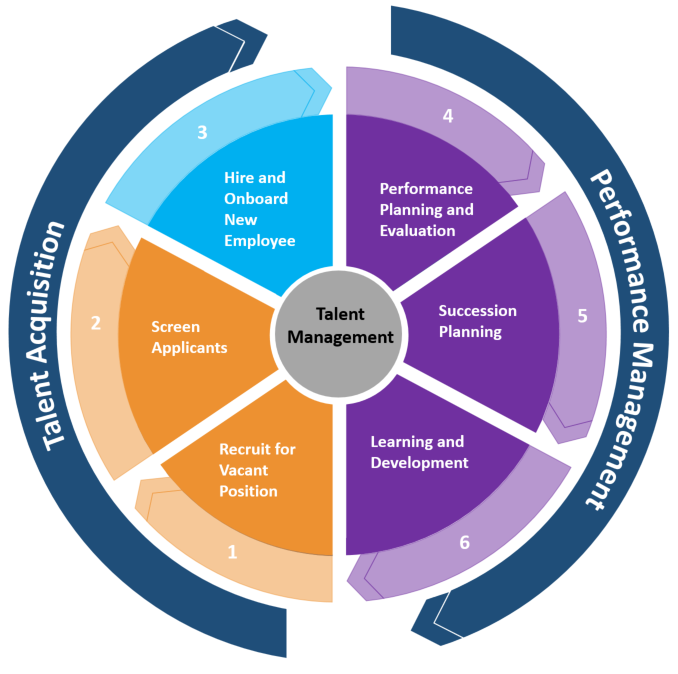 Talent Acquisition
Performance Management
Talent
Management
1
Recruit for
Vacant
Position
2
Screen
Applicants
3
Hire and
Onboard
New
Employee
4
Performance
Planning and
Evaluation
5
Succession
Planning
6
Learning and
Development